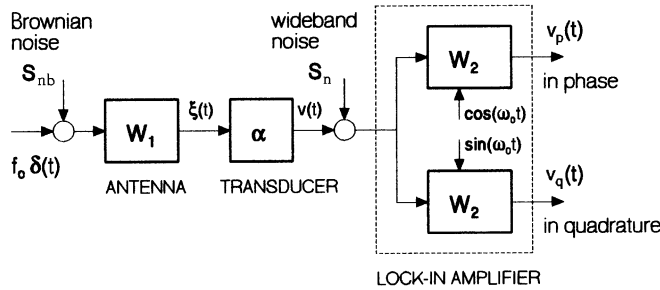 Brownian
noise
S_nb
f_o δ(t)
W_1
ANTENNA
ξ(t)
α
TRANSDUCER
v(t)
wideband
noise
S_n
W_2
cos(ω_o t)
sin(ω_o t)
W_2
v_p(t)
in phase
v_q(t)
in quadrature
LOCK-IN AMPLIFIER